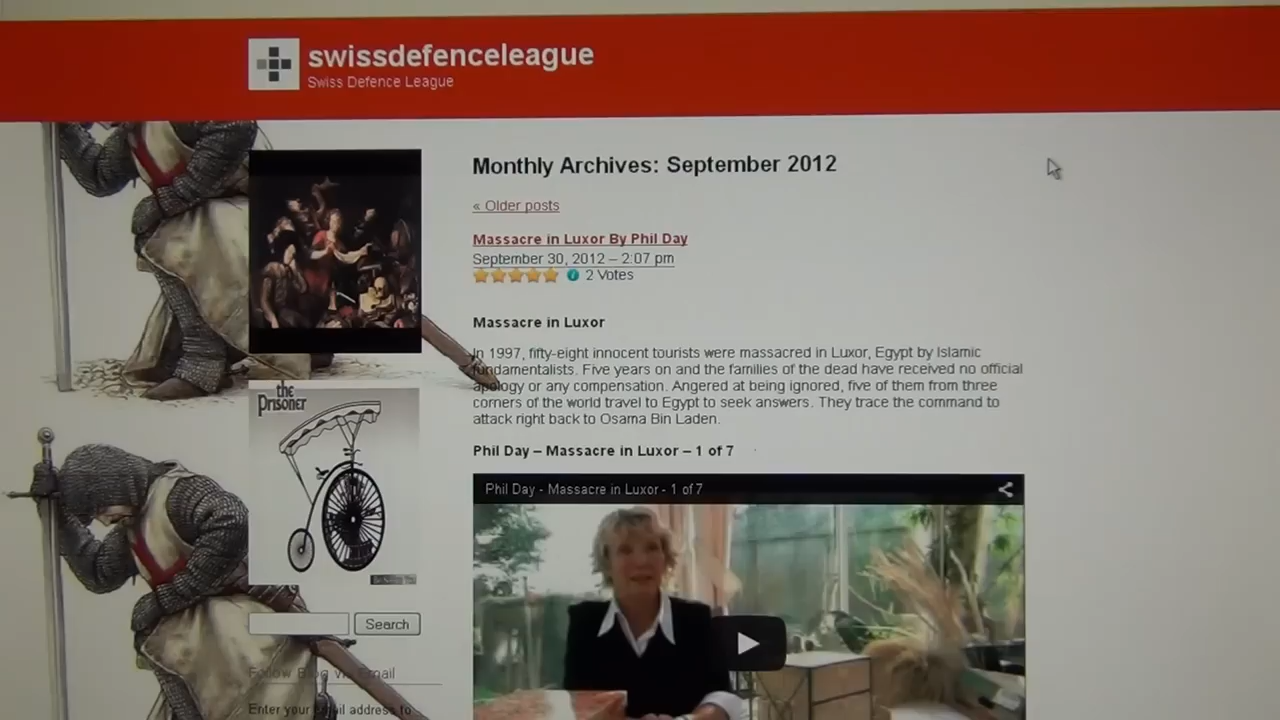 swissdefenceleague
Swiss Defence League
Monthly Archives: September 2012
« Older posts
Massacre in Luxor By Phil Day
September 30, 2012 – 2:07 pm
2 Votes
Massacre in Luxor
In 1997, fifty-eight innocent tourists were massacred in Luxor, Egypt by Islamic
fundamentalists. Five years on and the families of the dead have received no official
apology or any compensation. Angered at being ignored, five of them from three
corners of the world travel to Egypt to seek answers. They trace the command to
attack right back to Osama Bin Laden.
Phil Day – Massacre in Luxor – 1 of 7
Phil Day - Massacre in Luxor - 1 of 7
the
Prisoner
Search
Follow Blog via Email
Enter your email address to